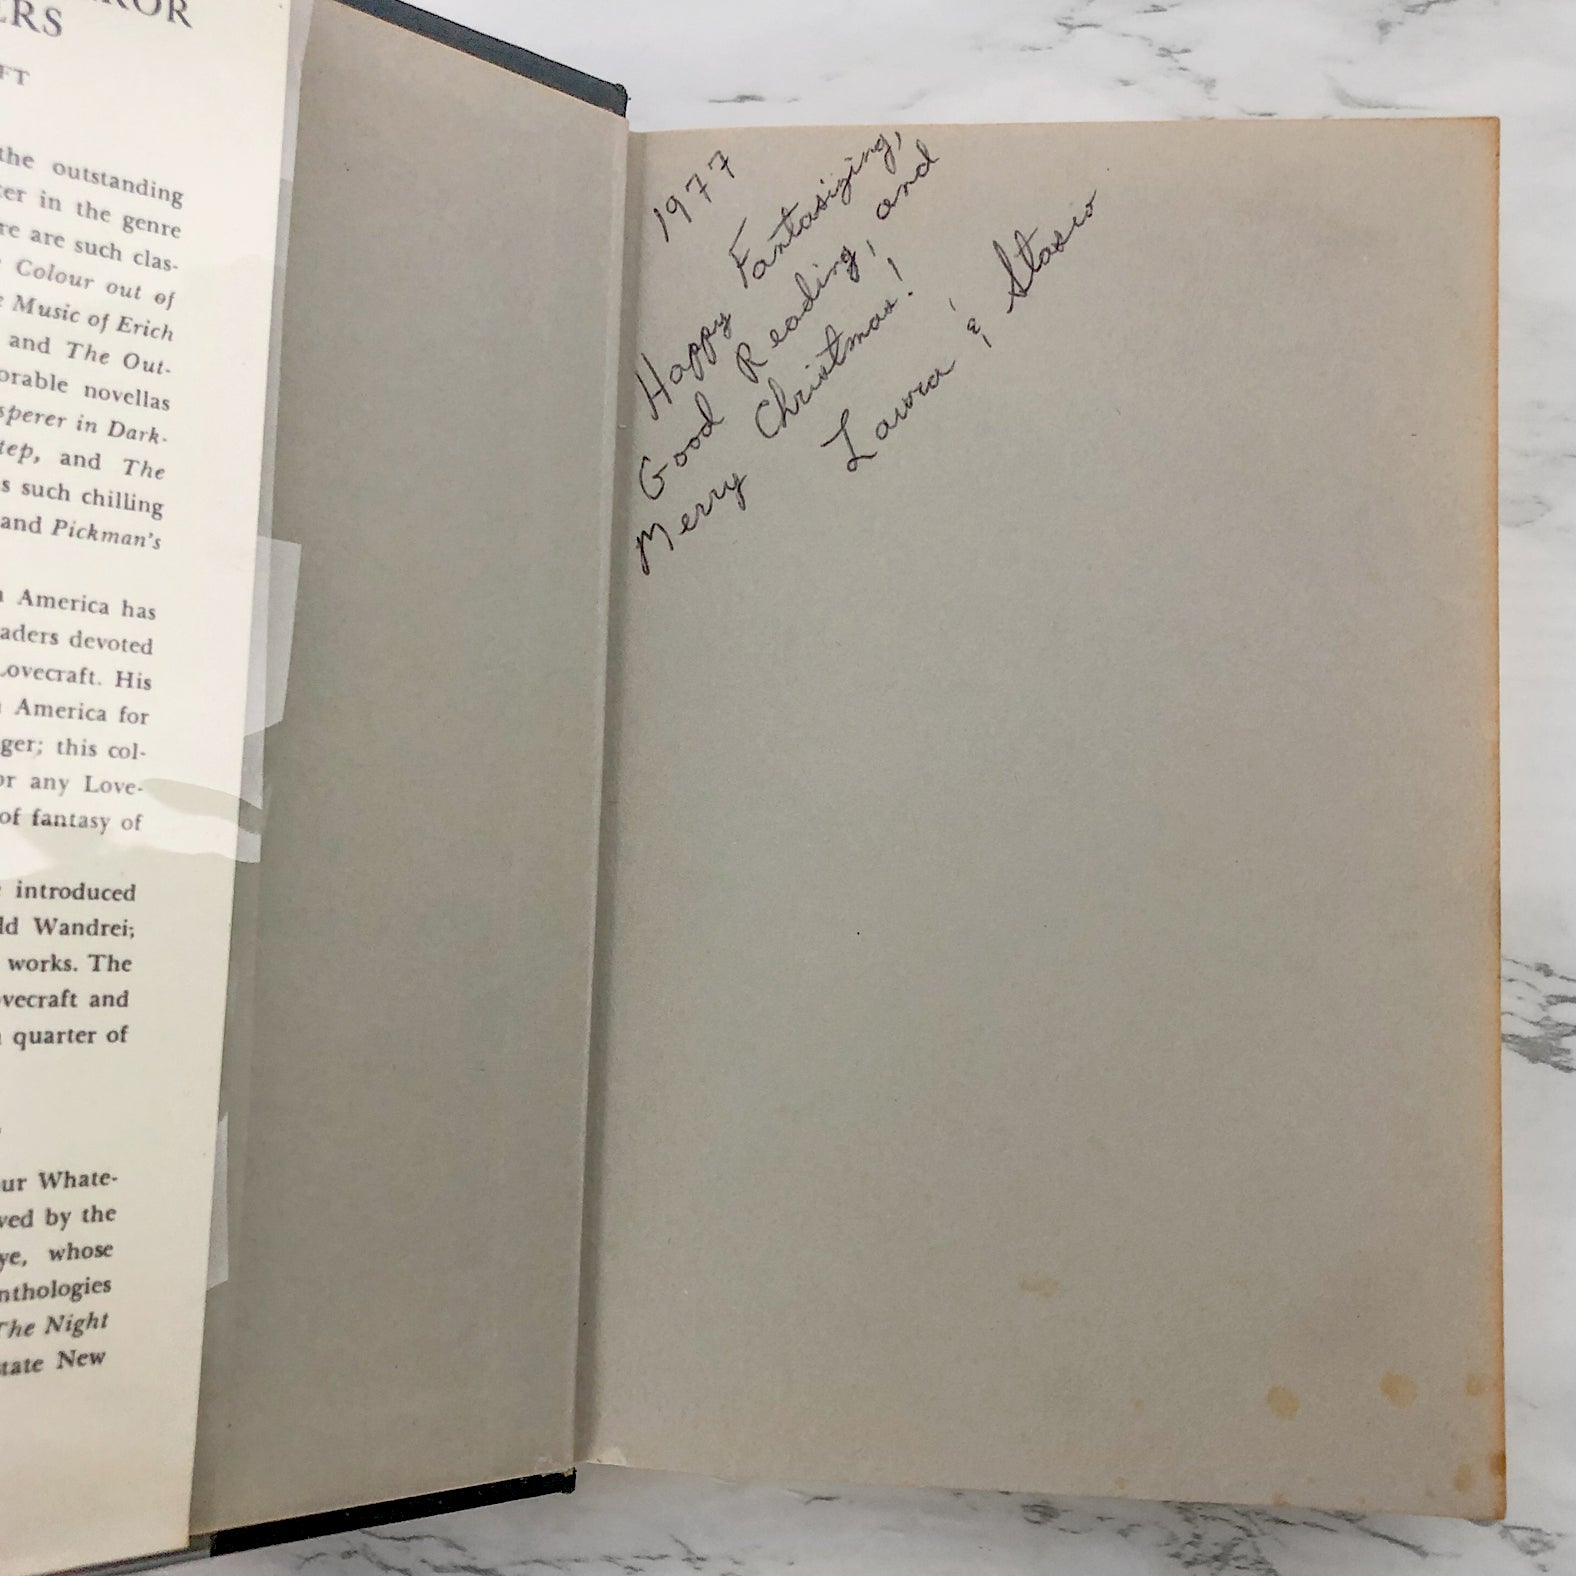 ROR
ERS
FT
the outstanding
ter in the genre
re are such clas-
Colour out of
e Music of Erich
and The Out-
orable novellas
sperer in Dark-
tep, and The
s such chilling
and Pickman's
n America has
aders devoted
Lovecraft. His
n America for
ger; this col-
or any Love-
of fantasy of
introduced
ld Wandrei;
works. The
ovecraft and
a quarter of
ur Whate-
ved by the
ye, whose
nthologies
The Night
state New
1977
Happy Fantasizing,
Good Reading, and
Merry Christmas!
Laura &